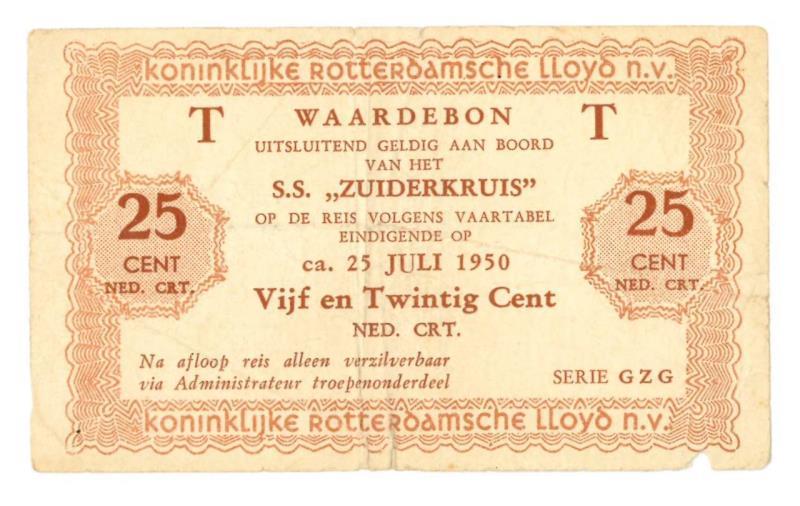 KONINKLIJKE ROTTERDAMSCHE LLOYD N.V.
T WAARDEBON T
UITSLUITEND GELDIG AAN BOORD
VAN HET
S.S. „ZUIDERKRUIS”
OP DE REIS VOLGENS VAARTABEL
EINDIGENDE OP
ca. 25 JULI 1950
Vijf en Twintig Cent
NED. CRT.
25
CENT
NED. CRT.
25
CENT
NED. CRT.
Na afloop reis alleen verzilverbaar
via Administrateur troepenonderdeel
SERIE GZG
KONINKLIJKE ROTTERDAMSCHE LLOYD N.V.